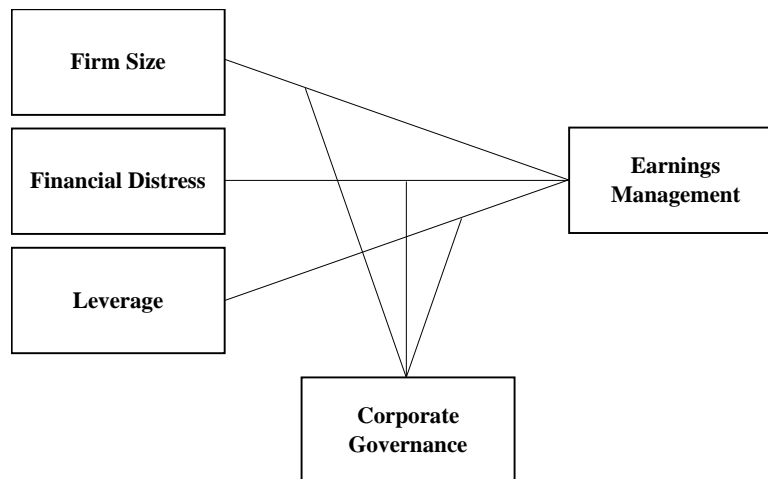 Firm Size
Financial Distress
Leverage
Earnings
Management
Corporate
Governance